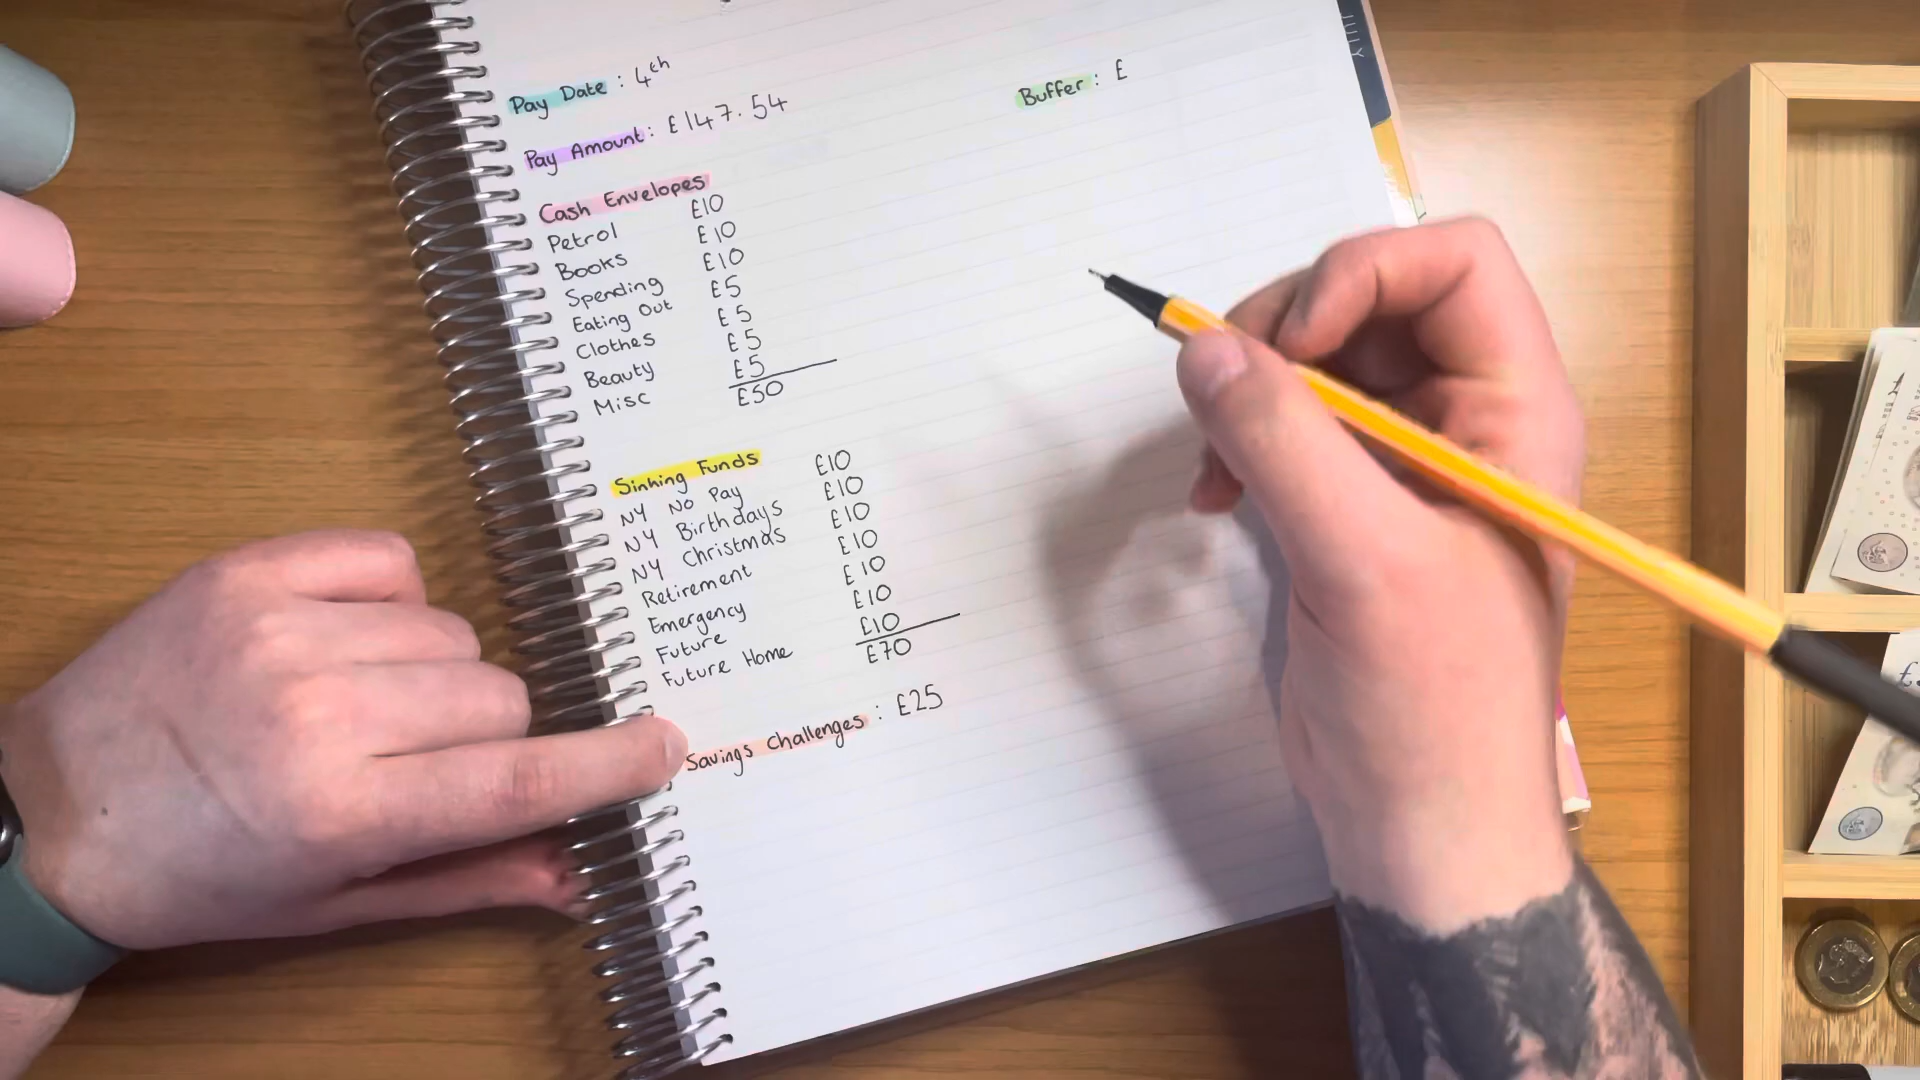 Pay Date : 4th
Buffer : £
Pay Amount : £147.54
Cash Envelopes
Petrol £10
Books £10
Spending £10
Eating Out £5
Clothes £5
Beauty £5
Misc £5
£50
Sinking Funds
NY No Pay £10
NY Birthdays £10
NY Christmas £10
Retirement £10
Emergency £10
Future £10
Future Home £10
£70
Savings Challenges : £25
JULY